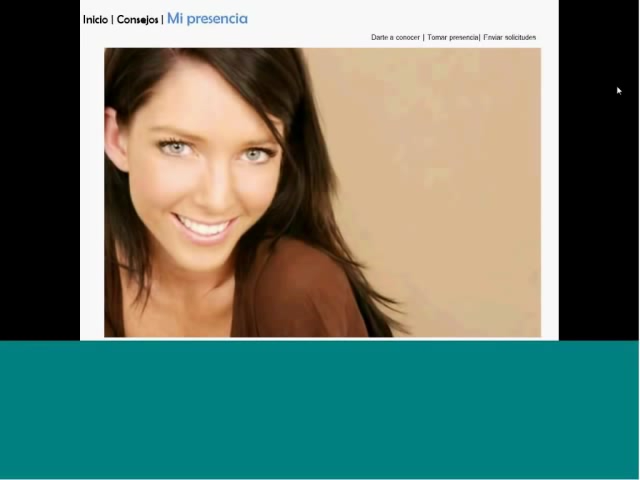 Inicio | Consejos | Mi presencia
Darte a conocer | Tomar presencia| Enviar solicitudes